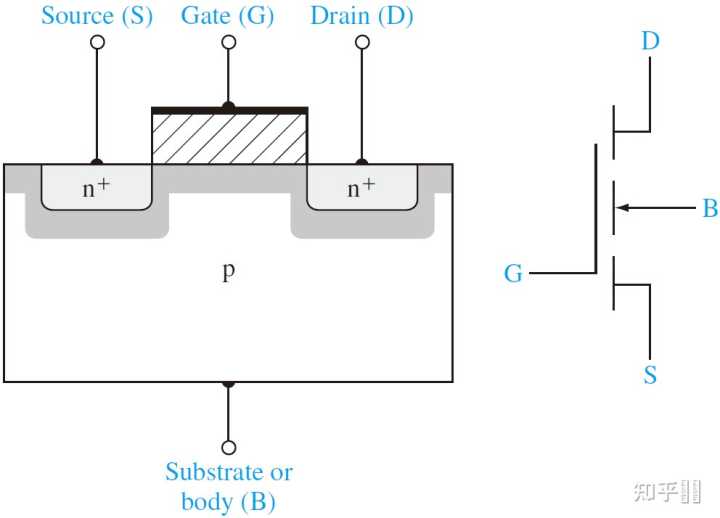 Source (S) Gate (G) Drain (D)
D
n+ n+
B
p
G
S
Substrate or
body (B)
知乎